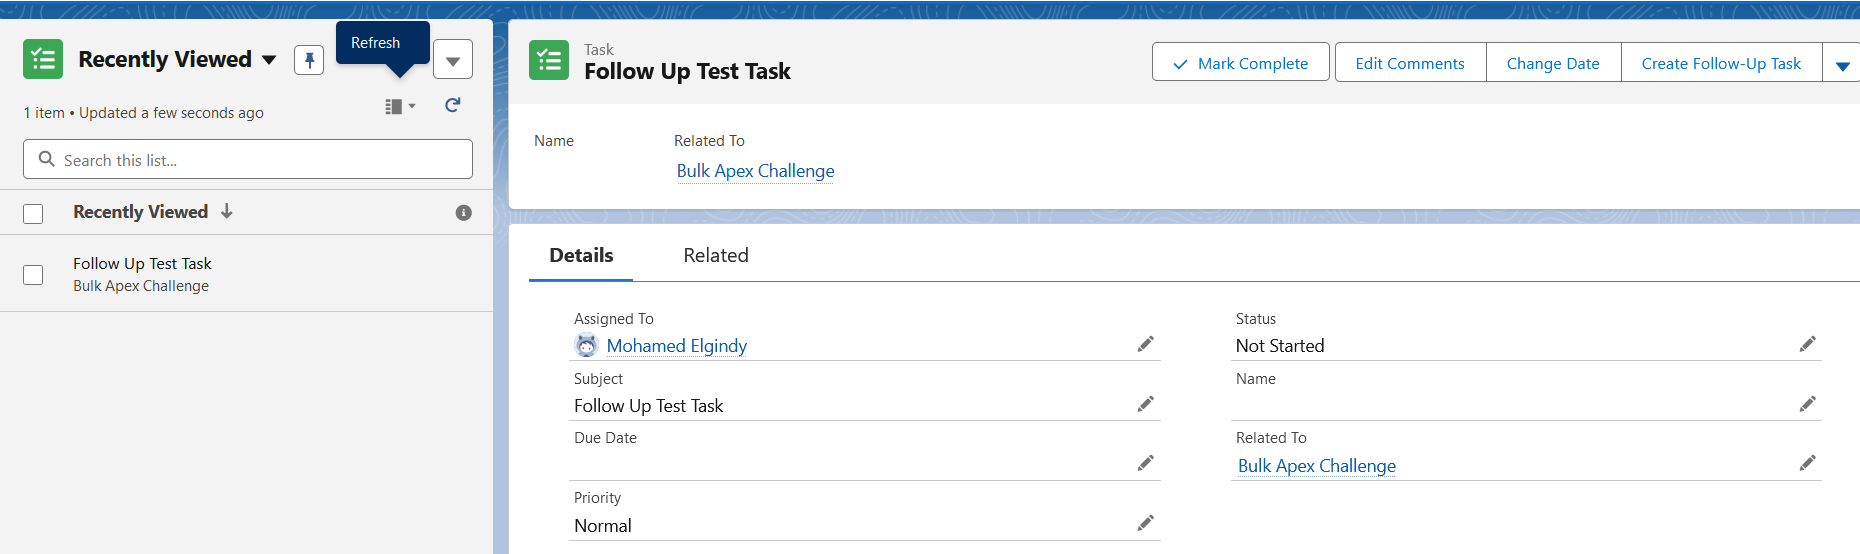 Recently Viewed
Refresh
1 item • Updated a few seconds ago
Search this list...
Recently Viewed
Follow Up Test Task
Bulk Apex Challenge
Task
Follow Up Test Task
Mark Complete
Edit Comments
Change Date
Create Follow-Up Task
Name
Related To
Bulk Apex Challenge
Details
Related
Assigned To
Mohamed Elgindy
Status
Not Started
Subject
Follow Up Test Task
Name
Due Date
Related To
Bulk Apex Challenge
Priority
Normal